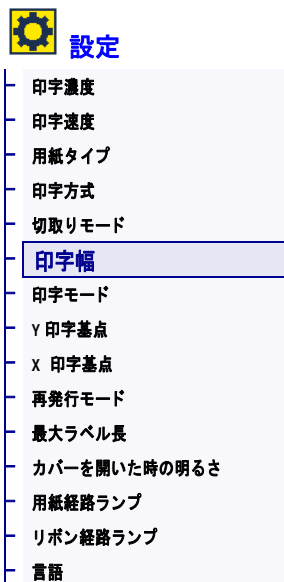 設定
印字濃度
印字速度
用紙タイプ
印字方式
切取りモード
印字幅
印字モード
Y 印字基点
X 印字基点
再発行モード
最大ラベル長
カバーを開いた時の明るさ
用紙経路ランプ
リボン経路ランプ
言語